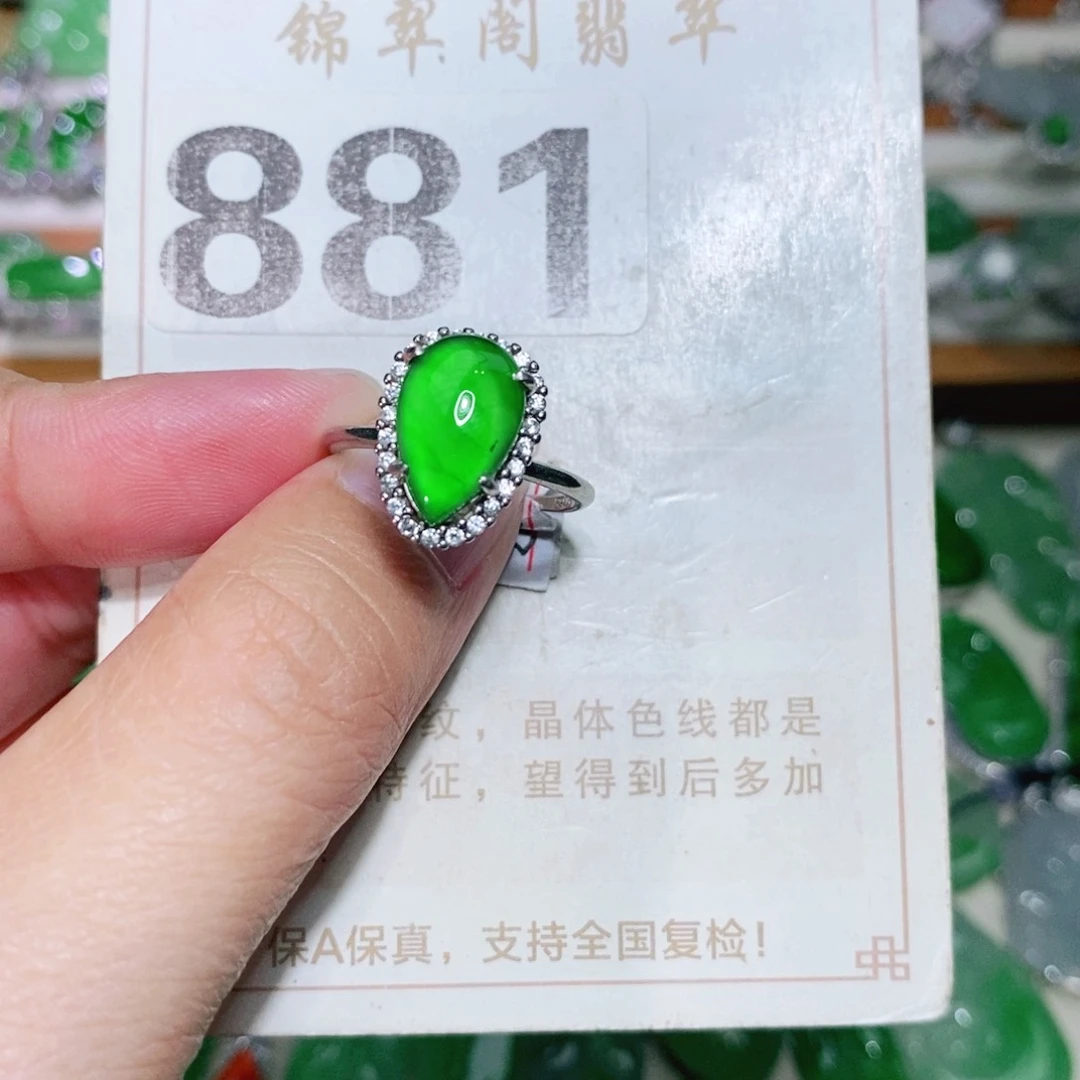 锦翠阁翡翠
881
纹，晶体色线都是
特征，望得到后多加
保A保真，支持全国复检！